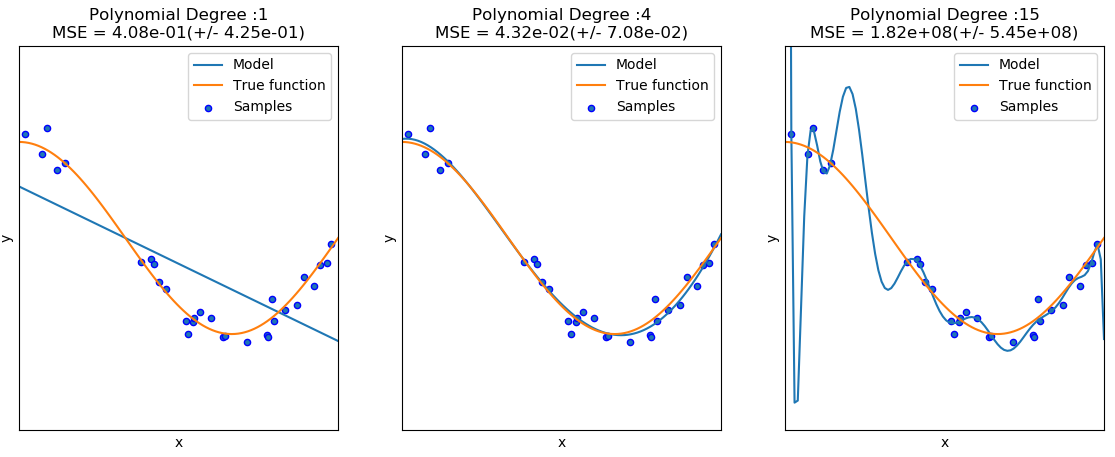 Polynomial Degree :1
MSE = 4.08e-01(+/- 4.25e-01)
Model
True function
Samples
y
x
Polynomial Degree :4
MSE = 4.32e-02(+/- 7.08e-02)
Model
True function
Samples
y
x
Polynomial Degree :15
MSE = 1.82e+08(+/- 5.45e+08)
Model
True function
Samples
y
x